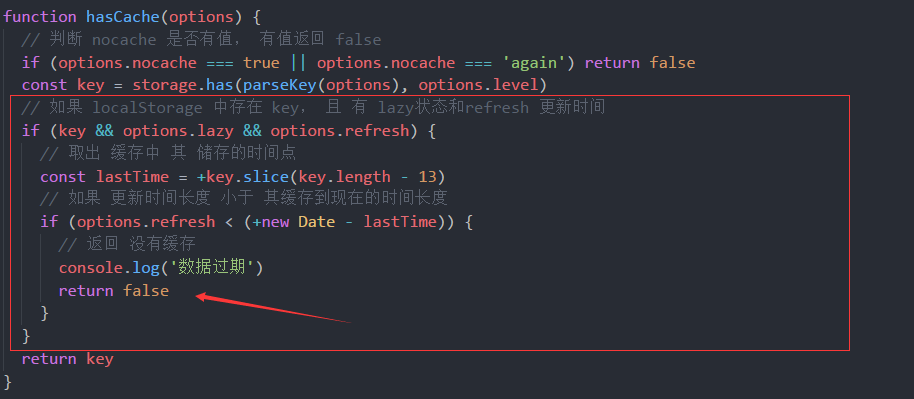 function hasCache(options) {
// 判断 nocache 是否有值， 有值返回 false
if (options.nocache === true || options.nocache === 'again') return false
const key = storage.has(parseKey(options), options.level)
// 如果 localStorage 中存在 key， 且 有 lazy状态和refresh 更新时间
if (key && options.lazy && options.refresh) {
// 取出 缓存中 其 储存的时间点
const lastTime = +key.slice(key.length - 13)
// 如果 更新时间长度 小于 其缓存到现在的时间长度
if (options.refresh < (+new Date - lastTime)) {
// 返回 没有缓存
console.log('数据过期')
return false
}
}
return key
}